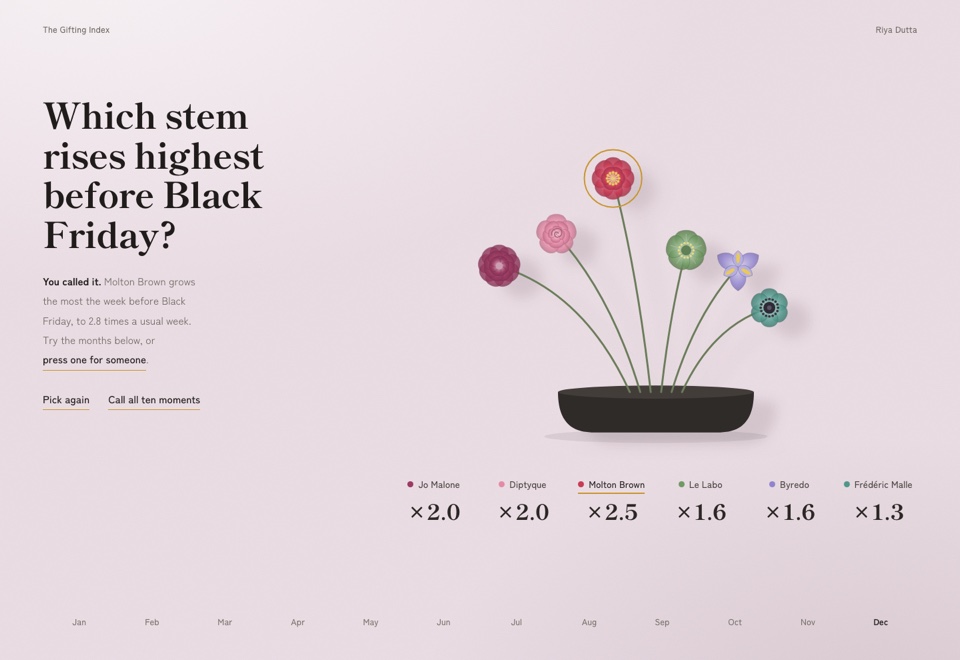 The Gifting Index
Riya Dutta
Which stem
rises highest
before Black
Friday?
You called it. Molton Brown grows
the most the week before Black
Friday, to 2.8 times a usual week.
Try the months below, or
press one for someone.
Pick again
Call all ten moments
Jo Malone
Diptyque
Molton Brown
Le Labo
Byredo
Frédéric Malle
×2.0
×2.0
×2.5
×1.6
×1.6
×1.3
Jan
Feb
Mar
Apr
May
Jun
Jul
Aug
Sep
Oct
Nov
Dec